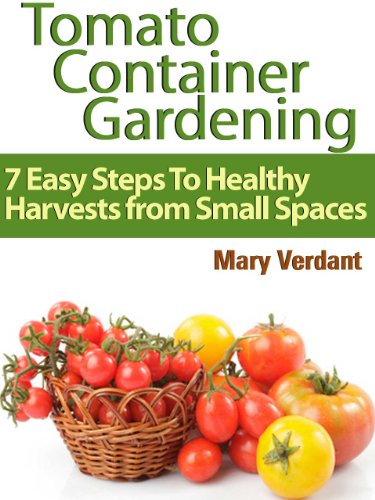 Tomato
Container
Gardening
7 Easy Steps To Healthy
Harvests from Small Spaces
Mary Verdant